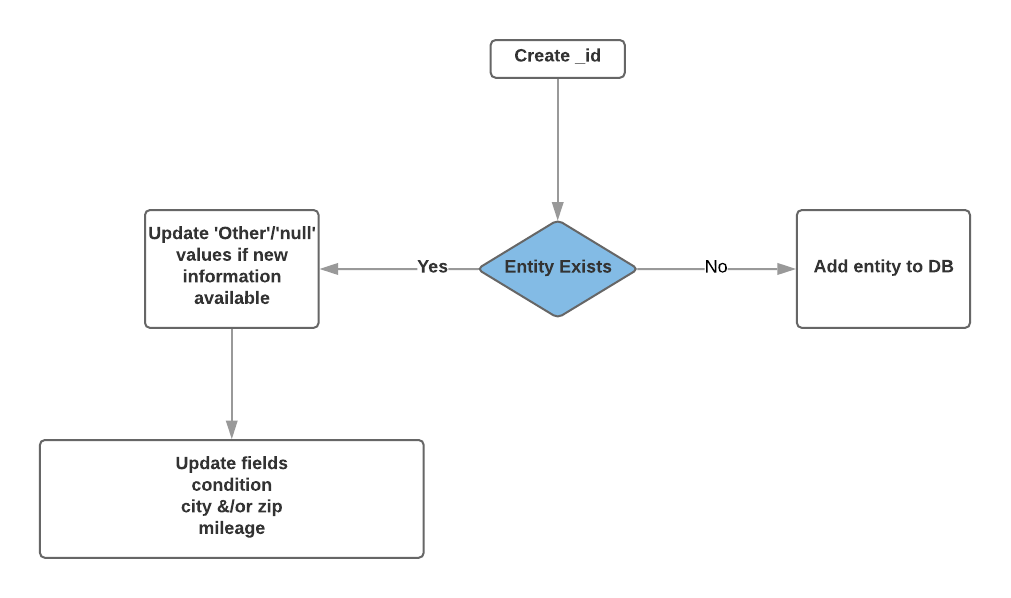 Create _id
Update 'Other'/'null'
values if new
information
available
Yes
Entity Exists
No
Add entity to DB
Update fields
condition
city &/or zip
mileage